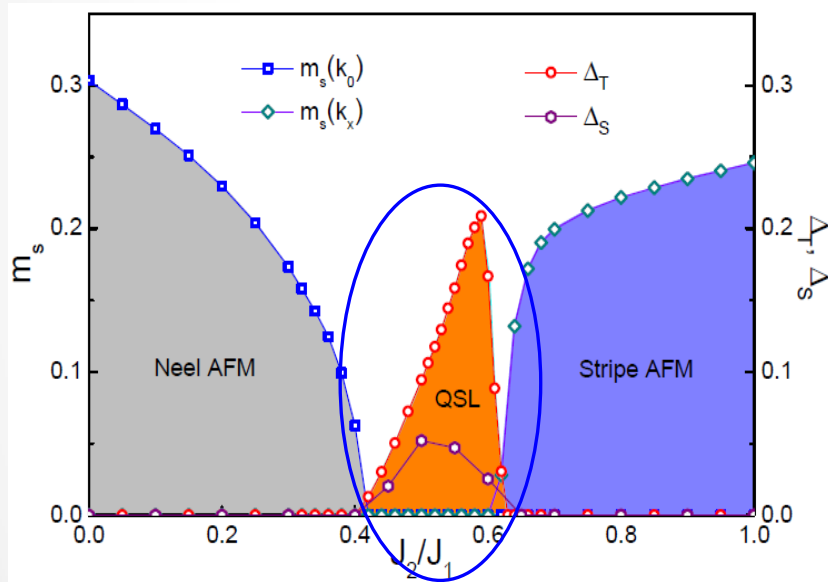 m_s(k_0)
m_s(k_x)
Δ_T
Δ_S
0.3
0.2
0.1
0.0
m_s
0.3
0.2
0.1
0.0
Δ_T, Δ_S
Neel AFM
QSL
Stripe AFM
0.0 0.2 0.4 0.6 0.8 1.0
J_2/J_1